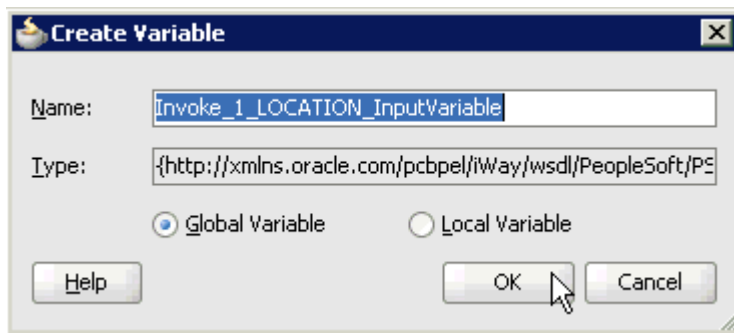 Create Variable
Name: Invoke_1_LOCATION_InputVariable
Type: {http://xmlns.oracle.com/pcbpel/iWay/wsdl/PeopleSoft/PS
Global Variable Local Variable
Help OK Cancel